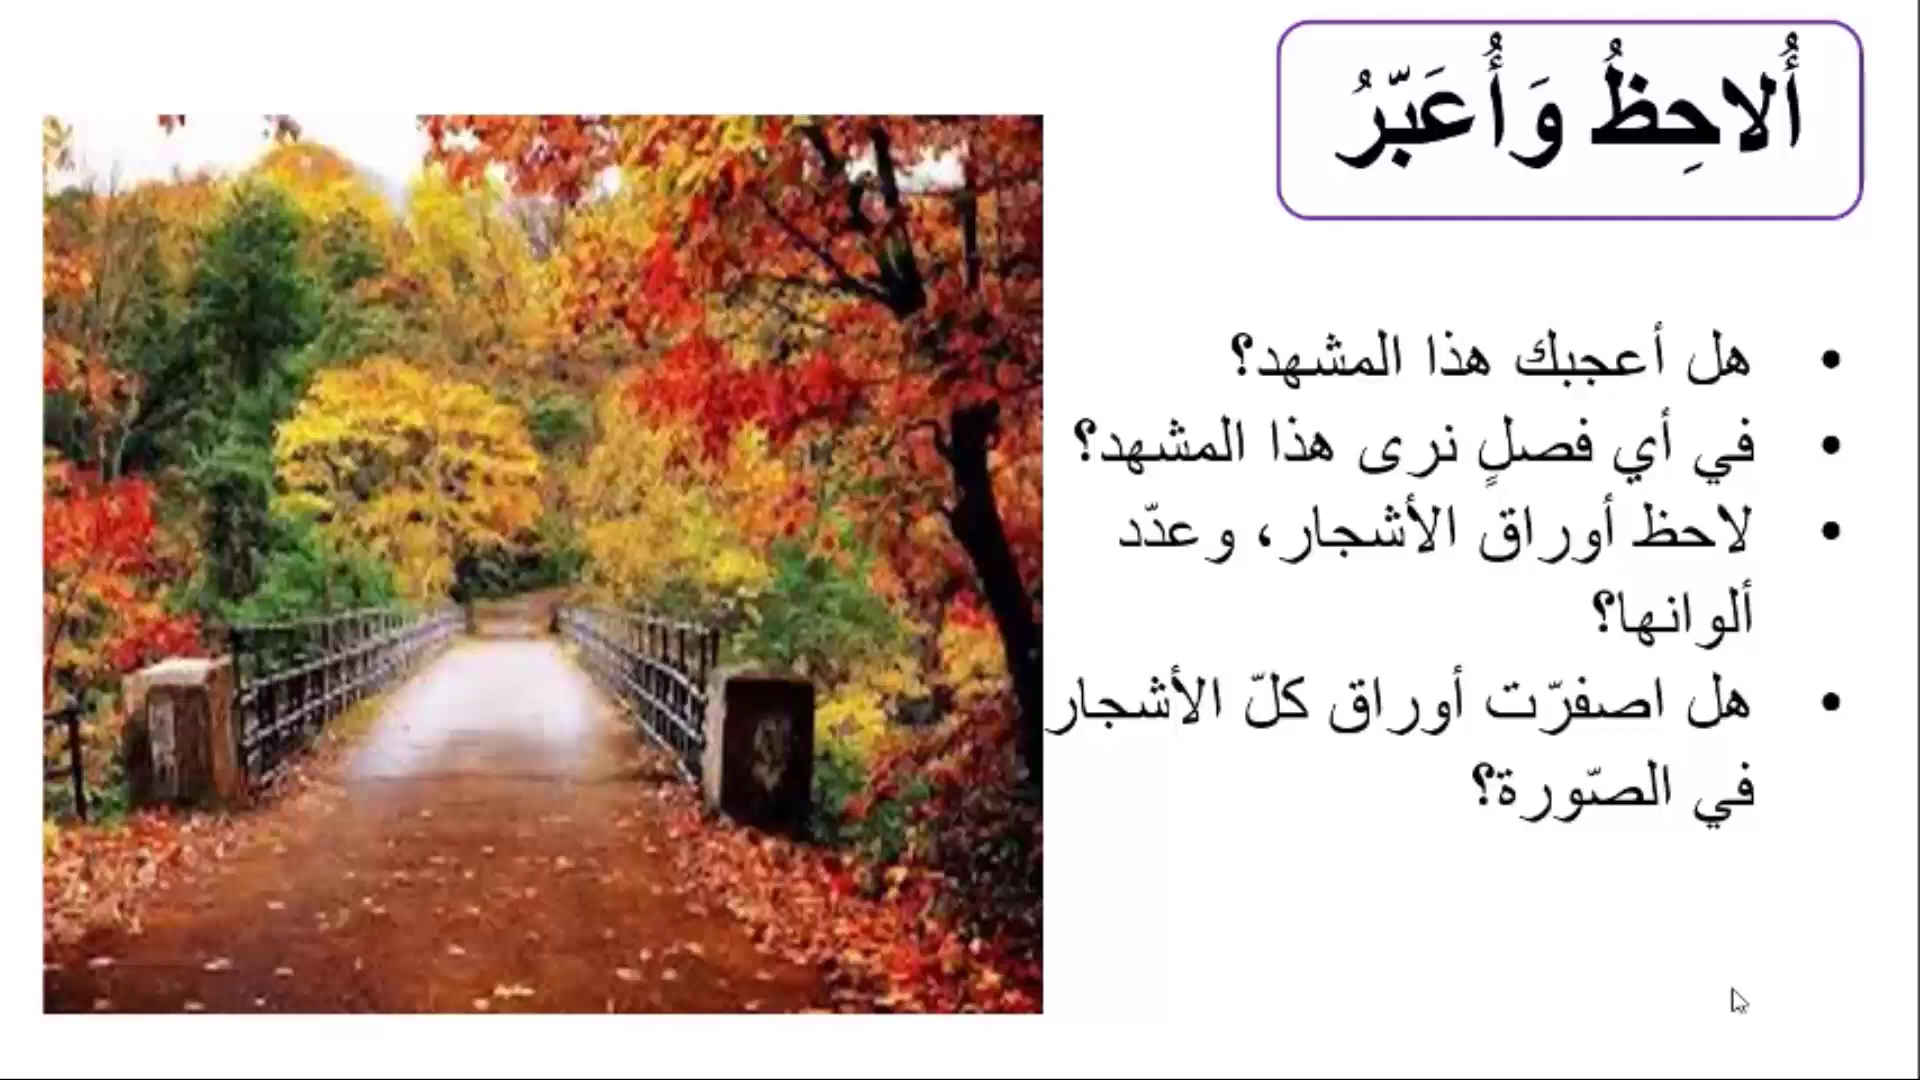 أُلاحِظُ وَأُعَبّرُ
• هل أعجبك هذا المشهد؟
• في أي فصلٍ نرى هذا المشهد؟
• لاحظ أوراق الأشجار، وعدّد
ألوانها؟
• هل اصفرّت أوراق كلّ الأشجار
في الصّورة؟